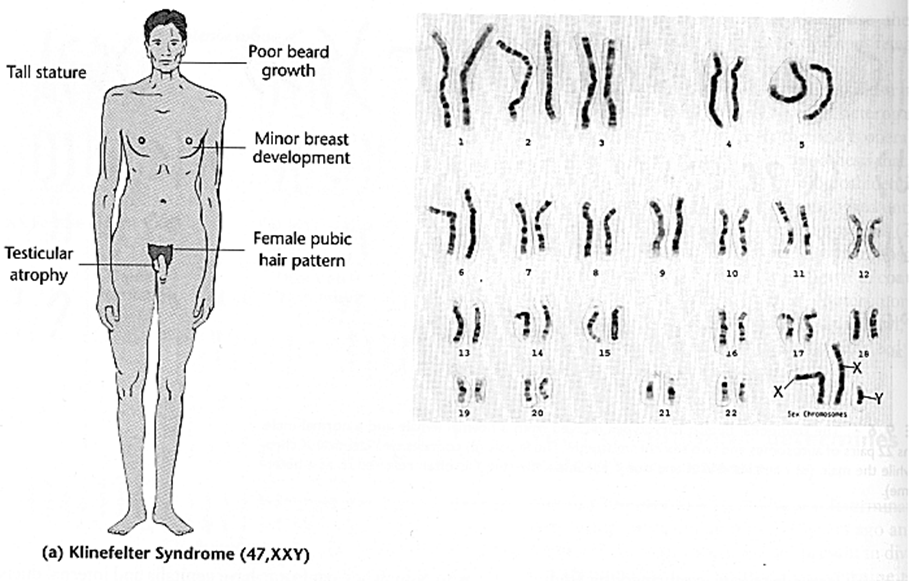 Tall stature
Poor beard
growth
Minor breast
development
Female pubic
hair pattern
Testicular
atrophy
(a) Klinefelter Syndrome (47,XXY)
1 2 3 4 5
6 7 8 9 10 11 12
13 14 15 16 17 18
X
X
Y
19 20 21 22 Sex Chromosomes